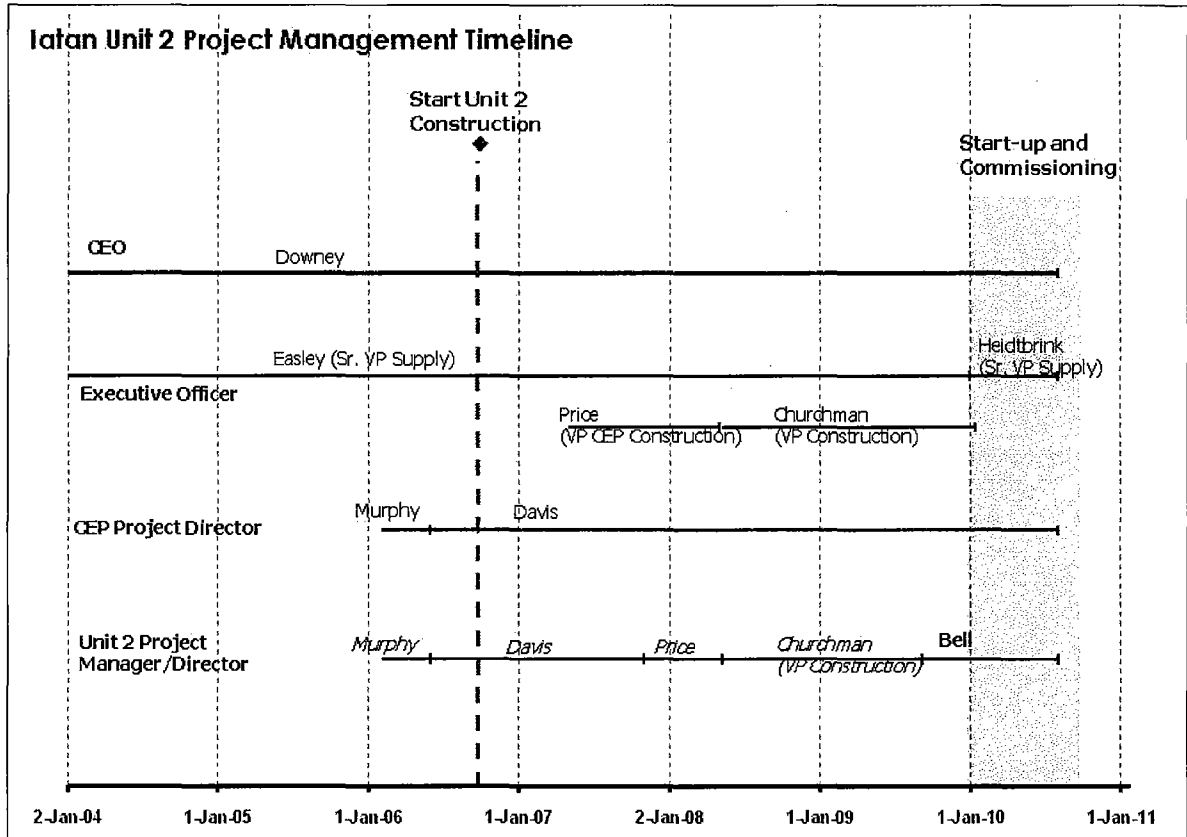 Iatan Unit 2 Project Management Timeline
Start Unit 2
Construction
Start-up and
Commissioning
CEO
Downey
Easley (Sr. VP Supply)
Heidtbrink
(Sr. VP Supply)
Executive Officer
Price
(VP CEP Construction)
Churchman
(VP Construction)
CEP Project Director
Murphy
Davis
Unit 2 Project
Manager/Director
Murphy
Davis
Price
Churchman
(VP Construction)
Bell
2-Jan-04
1-Jan-05
1-Jan-06
1-Jan-07
2-Jan-08
1-Jan-09
1-Jan-10
1-Jan-11